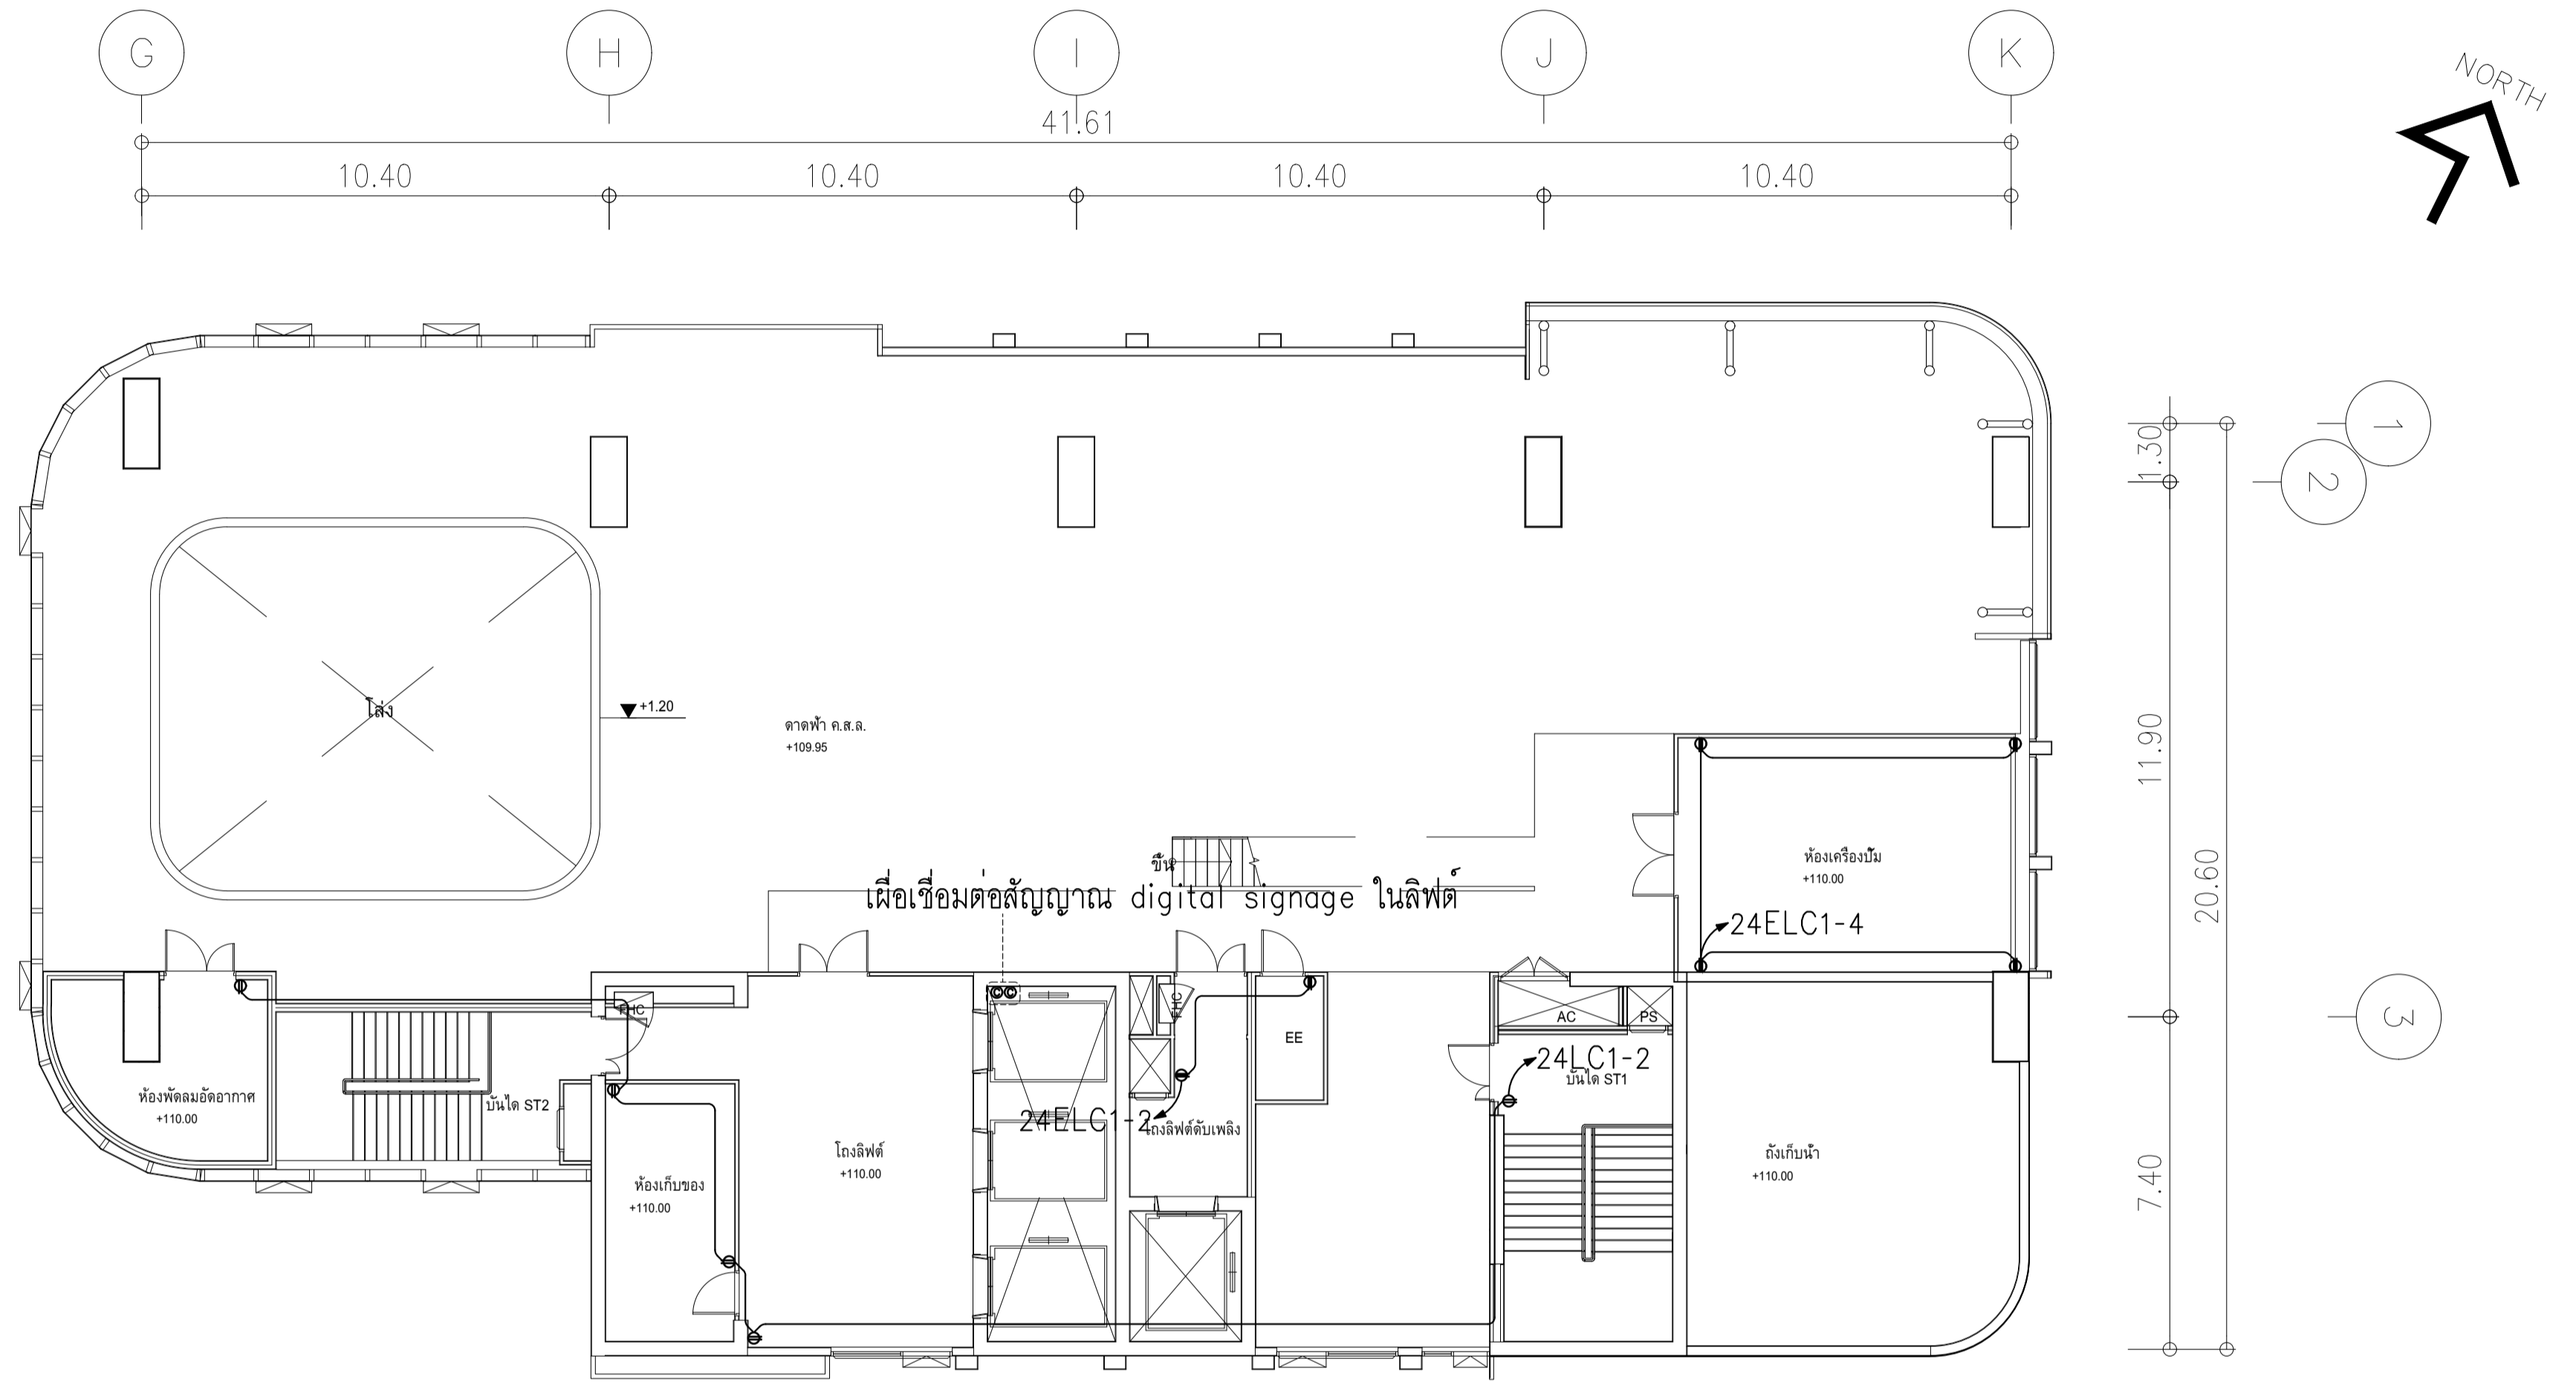 G
H
I
J
K
NORTH
41.61
10.40
10.40
10.40
10.40
1
2
1.30
11.90
20.60
3
7.40
โล่ง
+1.20
ดาดฟ้า ค.ส.ล.
+109.95
ขึ้น
เผื่อเชื่อมต่อสัญญาณ digital signage ในลิฟต์
ห้องเครื่องปั๊ม
+110.00
24ELC1-4
FHC
FHC
C C
EE
AC
PS
24LC1-2
บันได ST1
ห้องพัดลมอัดอากาศ
+110.00
บันได ST2
24ELC1-2
โถงลิฟต์ดับเพลิง
โถงลิฟต์
+110.00
ถังเก็บน้ำ
+110.00
ห้องเก็บของ
+110.00